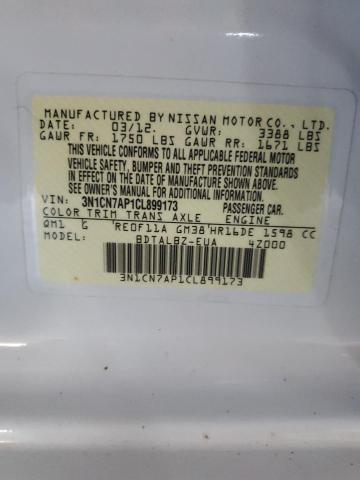 MANUFACTURED BY NISSAN MOTOR CO., LTD.
DATE: 03/12. GVWR: 3388 LBS
GAWR FR: 1750 LBS GAWR RR: 1671 LBS
THIS VEHICLE CONFORMS TO ALL APPLICABLE FEDERAL MOTOR
VEHICLE SAFETY, BUMPER AND THEFT PREVENTION STANDARDS
IN EFFECT ON THE DATE OF MANUFACTURE SHOWN ABOVE.
SEE OWNER'S MANUAL FOR ADDITIONAL INFORMATION.
VIN: 3N1CN7AP1CL899173 PASSENGER CAR.
COLOR TRIM TRANS AXLE ENGINE
QM1 G RE0F11A GM38 HR16DE 1598 CC
MODEL: BDTALBZ-EUA 4Z000
3N1CN7AP1CL899173